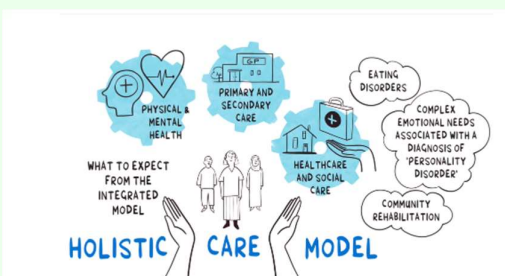 GP
PHYSICAL &
MENTAL
HEALTH
PRIMARY AND
SECONDARY
CARE
HEALTHCARE
AND SOCIAL
CARE
EATING
DISORDERS
COMPLEX
EMOTIONAL NEEDS
ASSOCIATED WITH A
DIAGNOSIS OF
'PERSONALITY
DISORDER'
COMMUNITY
REHABILITATION
WHAT TO EXPECT
FROM THE
INTEGRATED
MODEL
HOLISTIC CARE MODEL